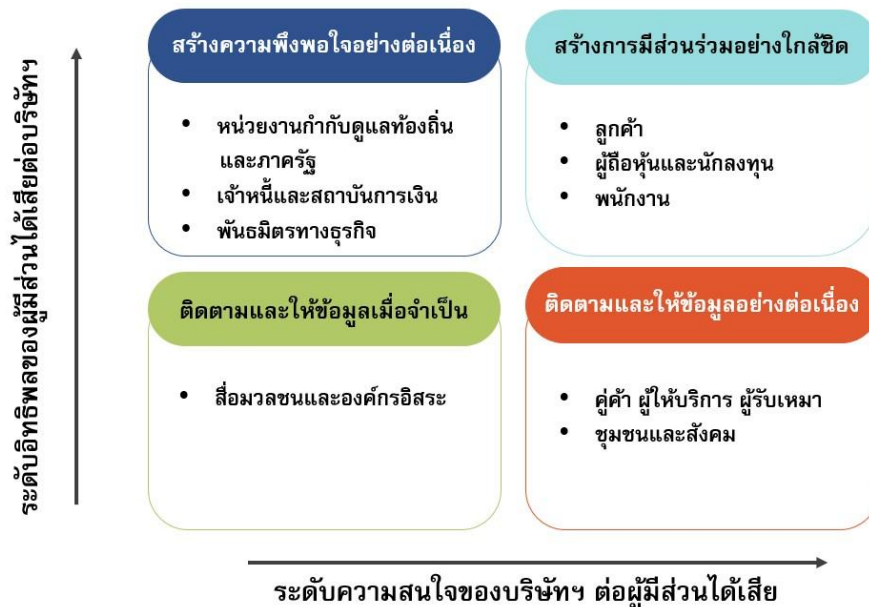 ระดับอิทธิพลของผู้มีส่วนได้เสียต่อบริษัทฯ
สร้างความพึงพอใจอย่างต่อเนื่อง
• หน่วยงานกำกับดูแลท้องถิ่น
และภาครัฐ
• เจ้าหนี้และสถาบันการเงิน
• พันธมิตรทางธุรกิจ
สร้างการมีส่วนร่วมอย่างใกล้ชิด
• ลูกค้า
• ผู้ถือหุ้นและนักลงทุน
• พนักงาน
ติดตามและให้ข้อมูลเมื่อจำเป็น
• สื่อมวลชนและองค์กรอิสระ
ติดตามและให้ข้อมูลอย่างต่อเนื่อง
• คู่ค้า ผู้ให้บริการ ผู้รับเหมา
• ชุมชนและสังคม
ระดับความสนใจของบริษัทฯ ต่อผู้มีส่วนได้เสีย